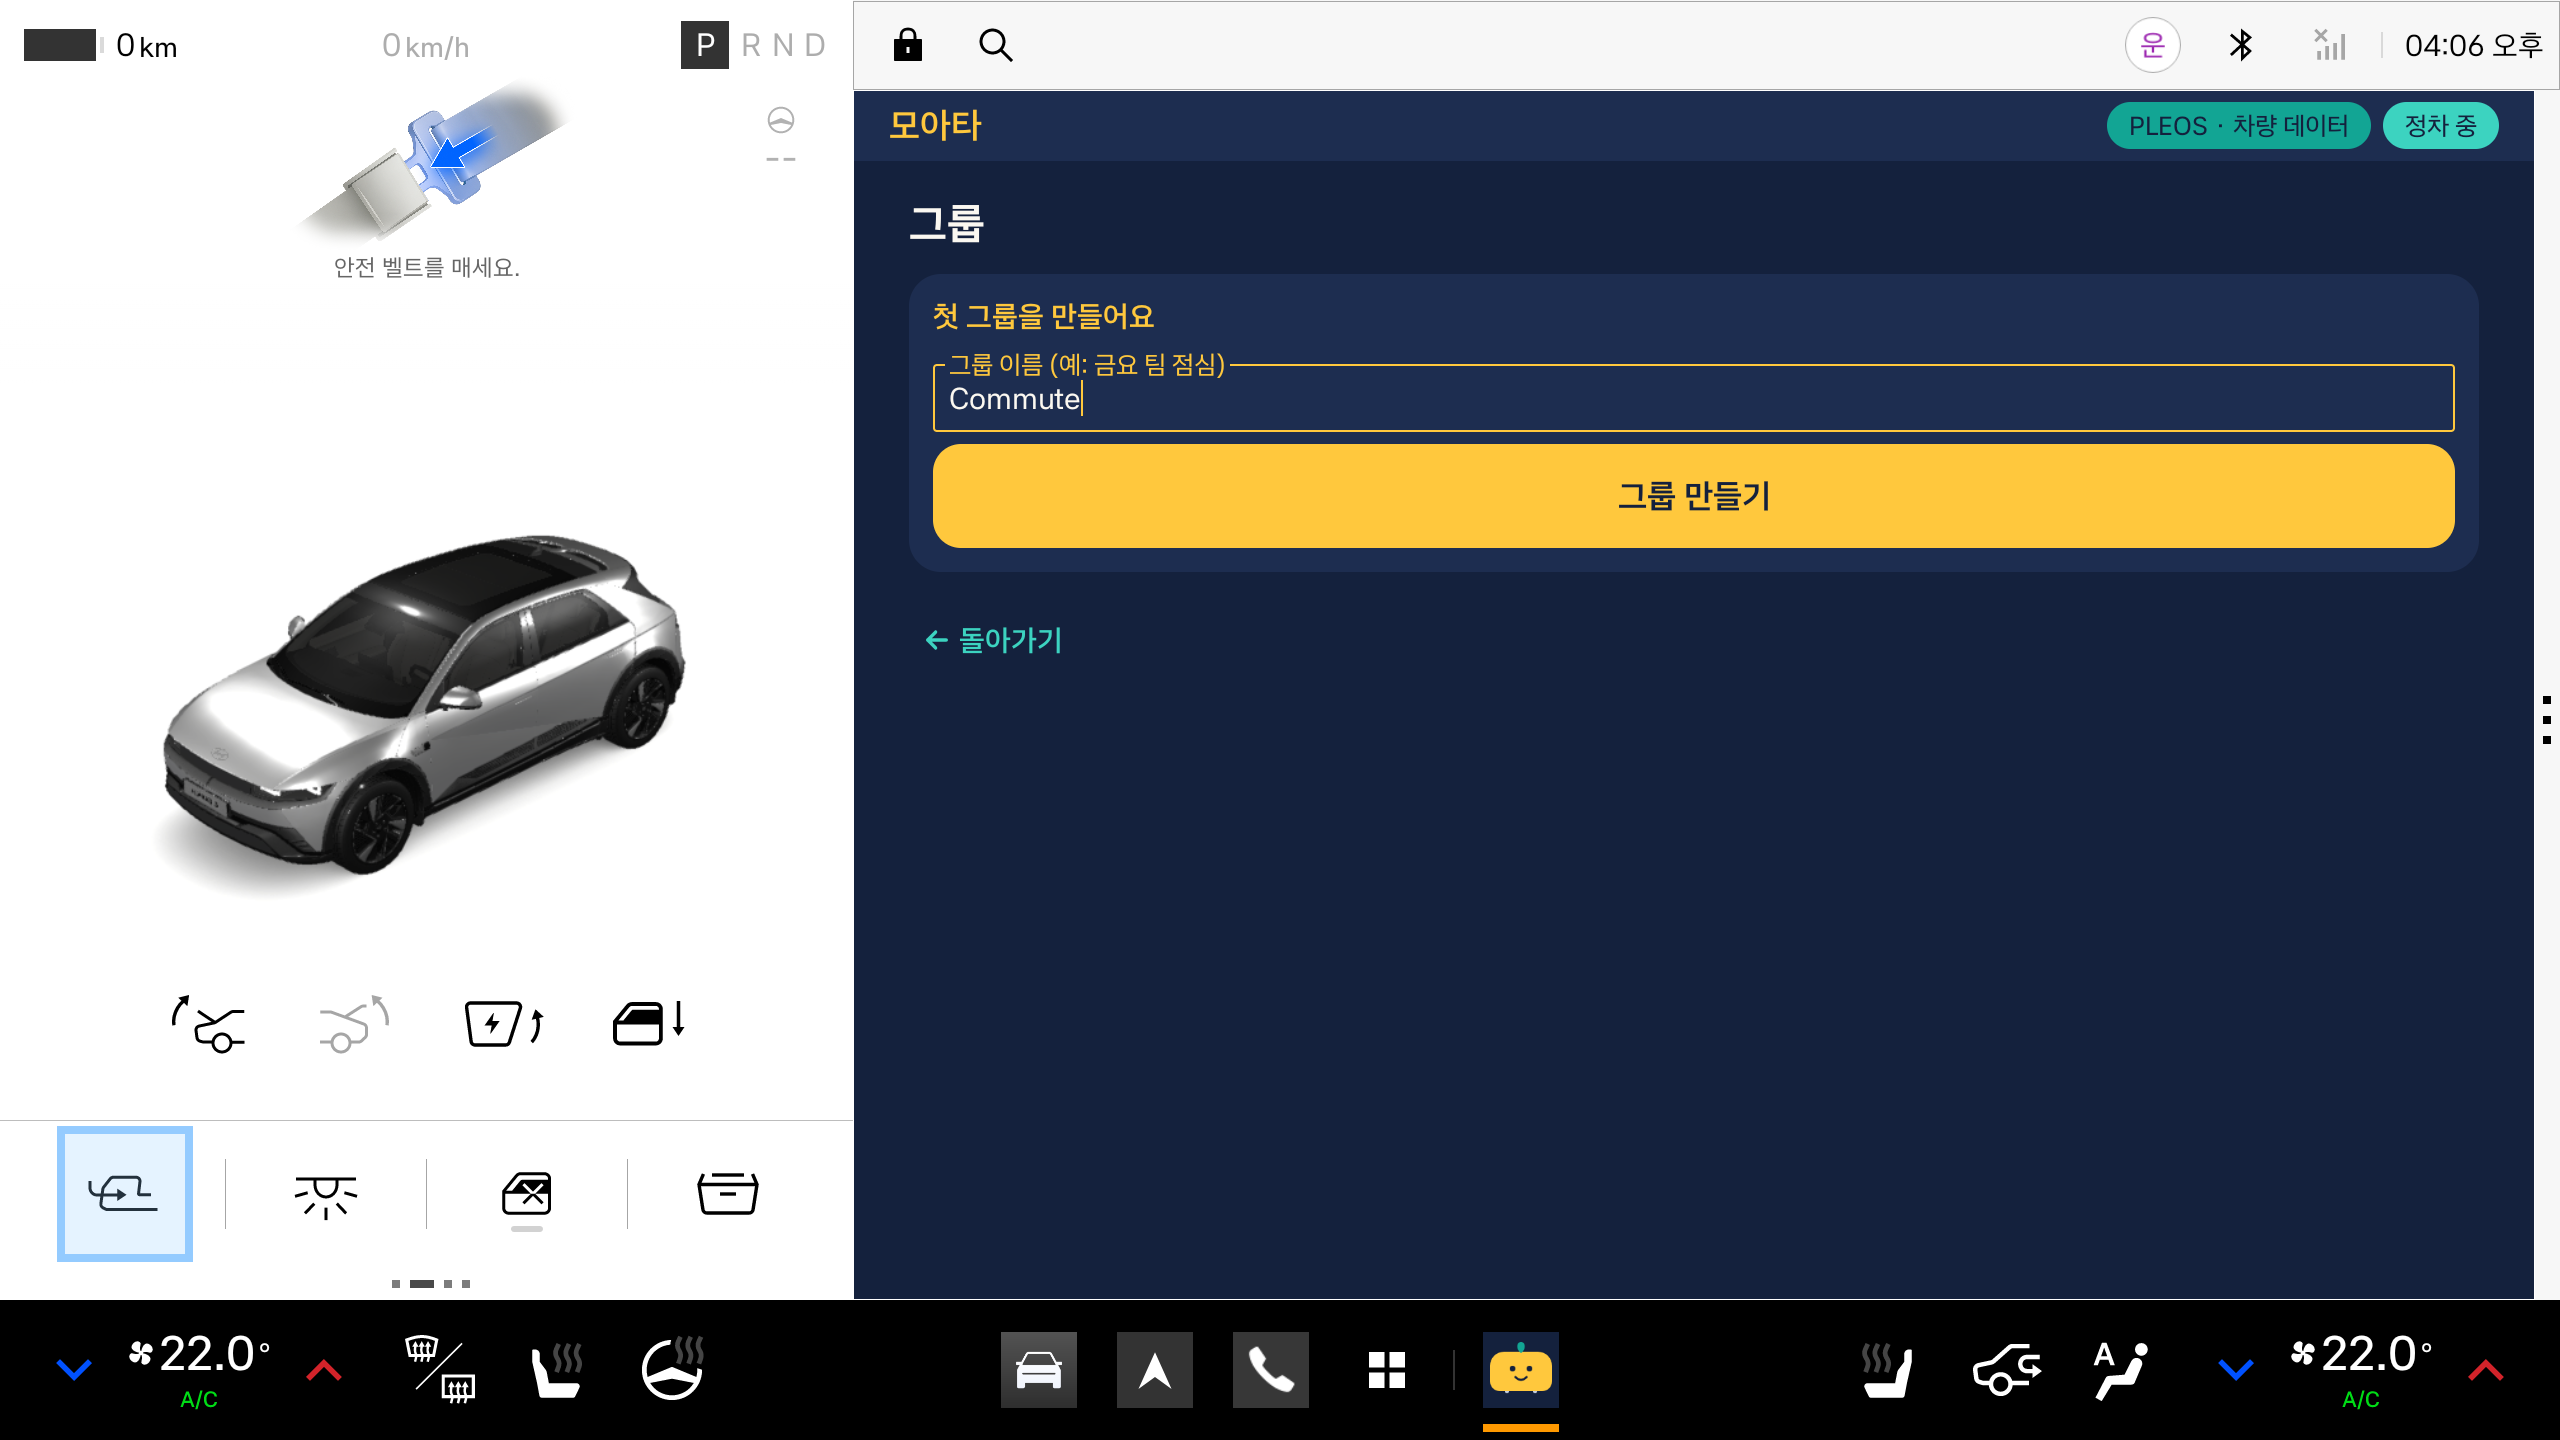 0 km
0 km/h
P R N D
운
04:06 오후
안전 벨트를 매세요.
모아타
PLEOS · 차량 데이터
정차 중
그룹
첫 그룹을 만들어요
그룹 이름 (예: 금요 팀 점심)
Commute
그룹 만들기
← 돌아가기
22.0°
A/C
A
22.0°
A/C